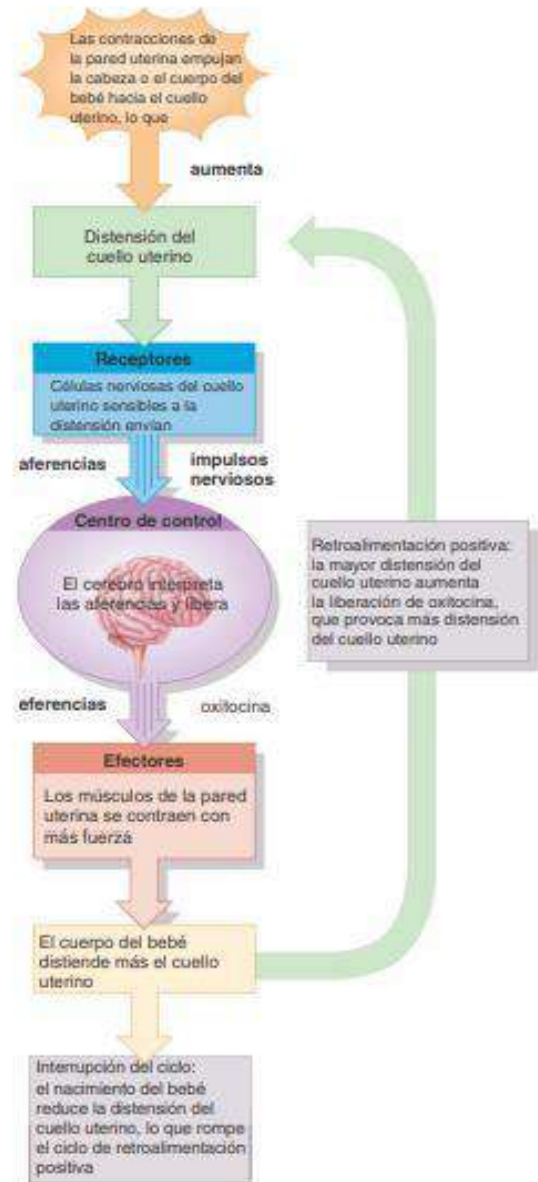 Las contracciones de
la pared uterina empujan
la cabeza o el cuerpo del
bebé hacia el cuello
uterino, lo que
aumenta
Distensión del
cuello uterino
Receptores
Células nerviosas del cuello
uterino sensibles a la
distensión envían
aferencias
impulsos
nerviosos
Centro de control
El cerebro interpreta
las aferencias y libera
eferencias
oxitocina
Efectores
Los músculos de la pared
uterina se contraen con
más fuerza
El cuerpo del bebé
distiende más el cuello
uterino
Retroalimentación positiva:
la mayor distensión del
cuello uterino aumenta
la liberación de oxitocina,
que provoca más distensión
del cuello uterino
Interrupción del ciclo:
el nacimiento del bebé
reduce la distensión del
cuello uterino, lo que rompe
el ciclo de retroalimentación
positiva